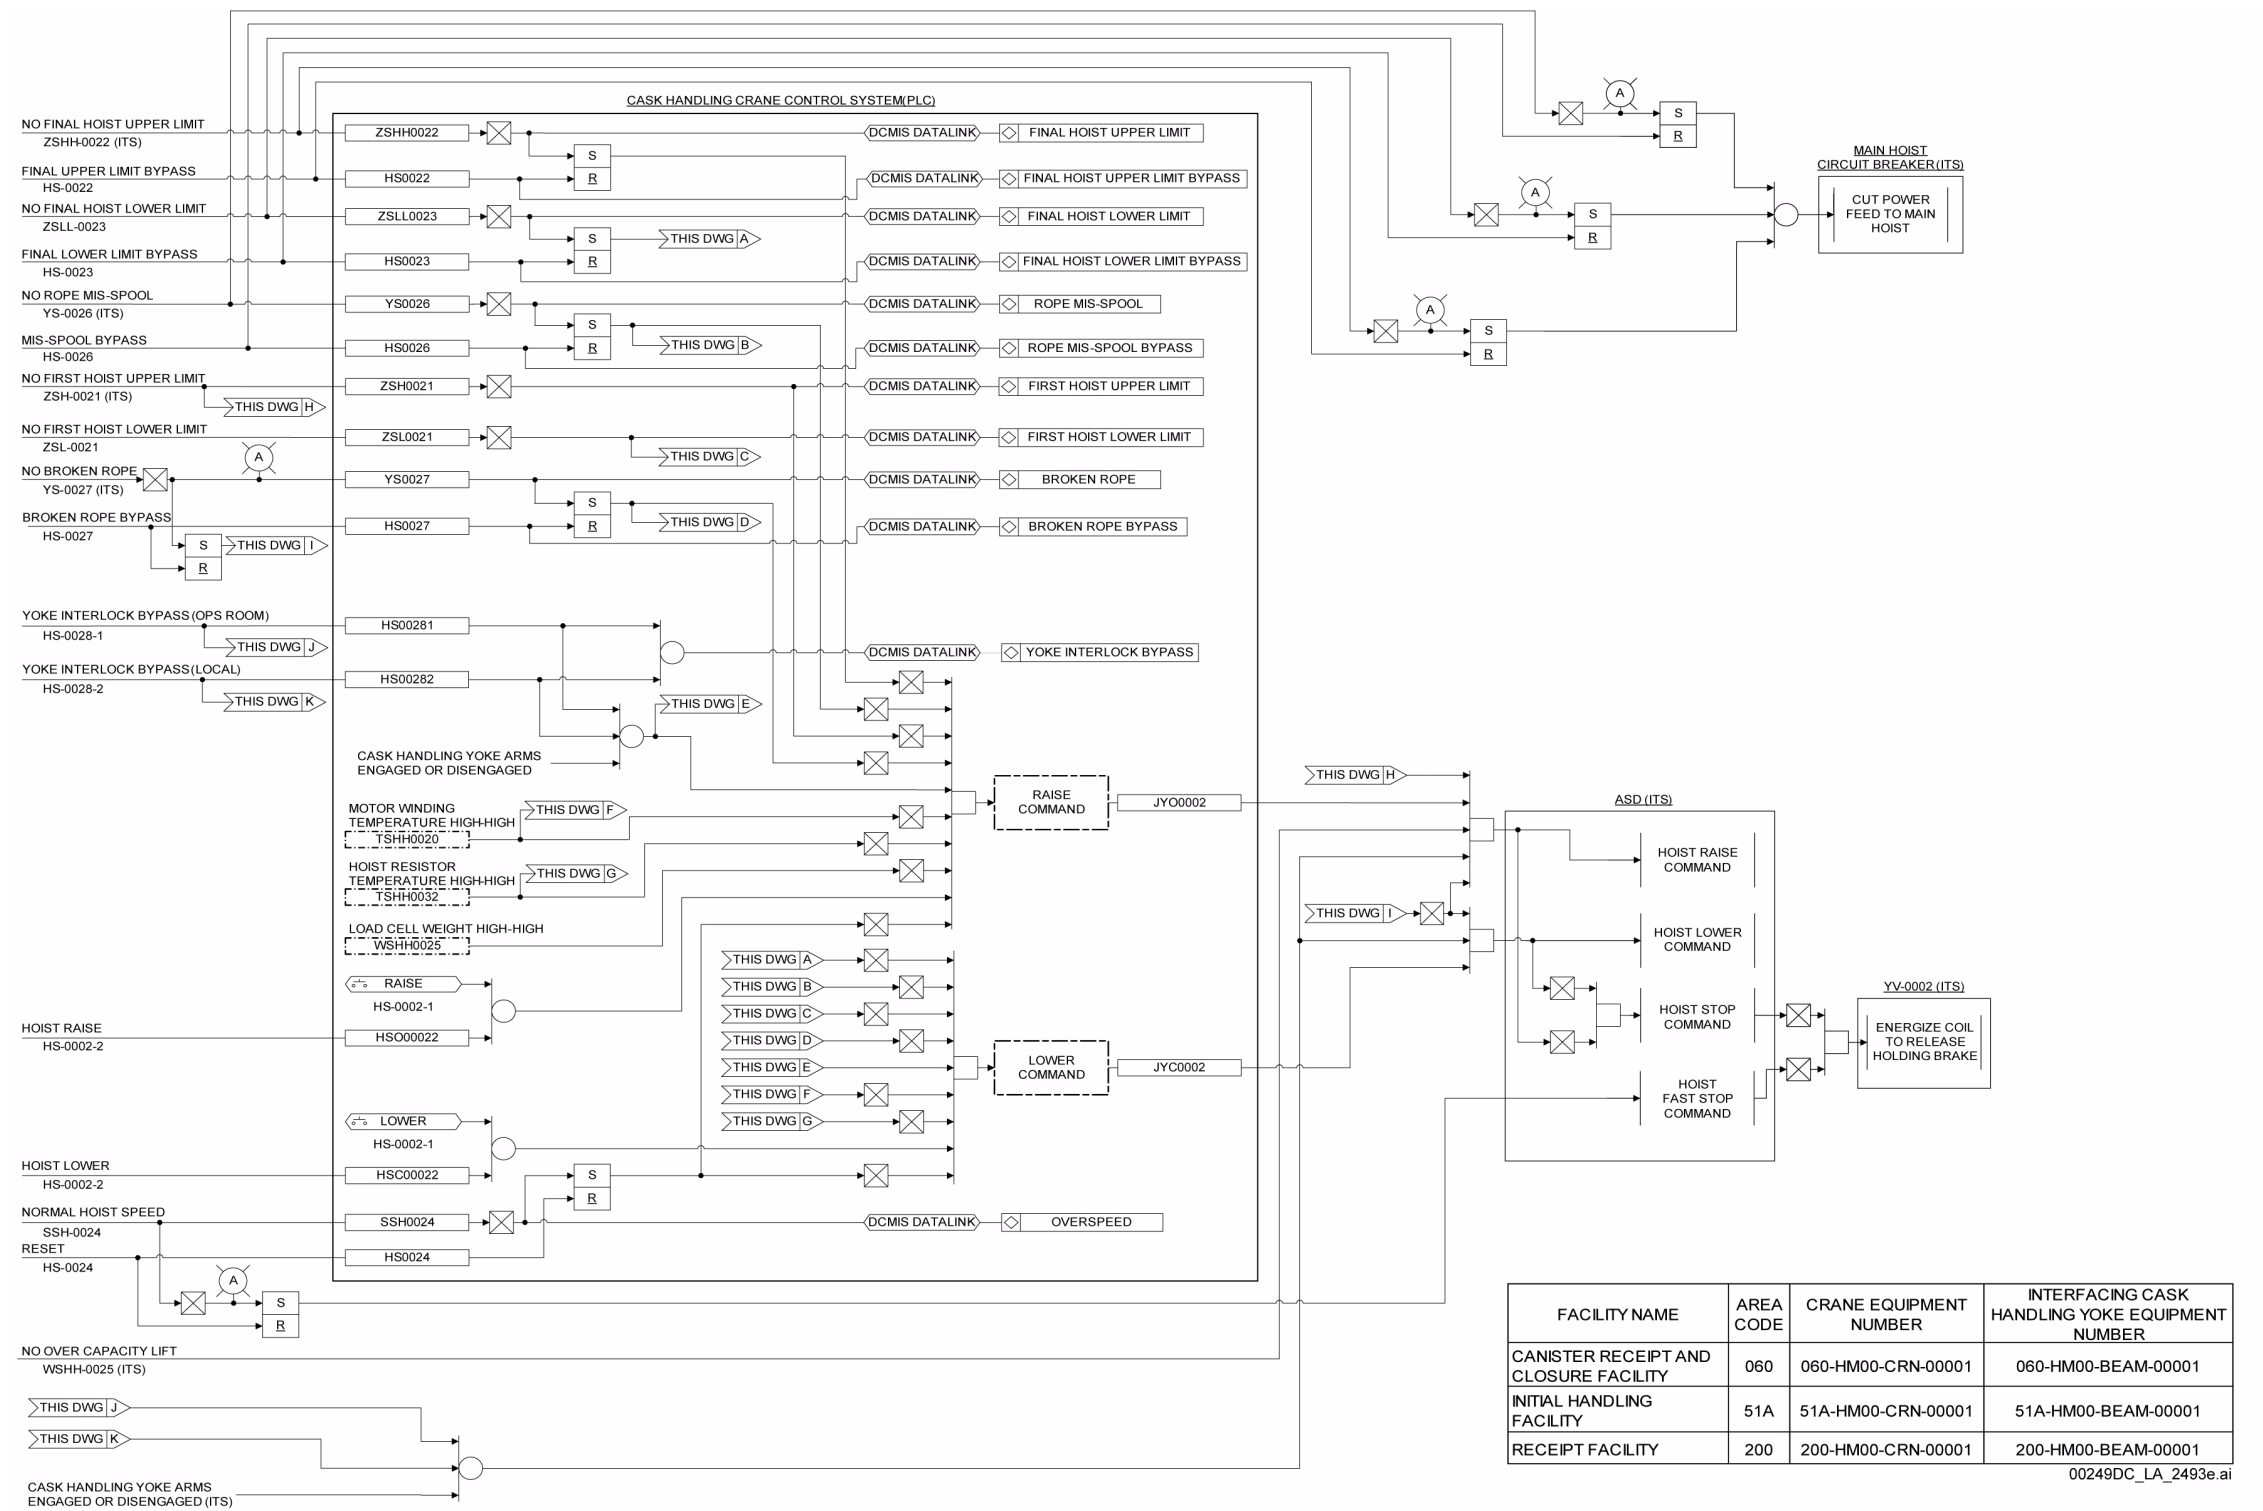 CASK HANDLING CRANE CONTROL SYSTEM(PLC)
NO FINAL HOIST UPPER LIMIT
ZSHH-0022 (ITS)
ZSHH0022
DCMIS DATALINK
FINAL HOIST UPPER LIMIT
S
R
FINAL UPPER LIMIT BYPASS
HS-0022
HS0022
DCMIS DATALINK
FINAL HOIST UPPER LIMIT BYPASS
NO FINAL HOIST LOWER LIMIT
ZSLL-0023
ZSLL0023
DCMIS DATALINK
FINAL HOIST LOWER LIMIT
S
R
THIS DWG A
FINAL LOWER LIMIT BYPASS
HS-0023
HS0023
DCMIS DATALINK
FINAL HOIST LOWER LIMIT BYPASS
NO ROPE MIS-SPOOL
YS-0026 (ITS)
YS0026
DCMIS DATALINK
ROPE MIS-SPOOL
S
R
THIS DWG B
MIS-SPOOL BYPASS
HS-0026
HS0026
DCMIS DATALINK
ROPE MIS-SPOOL BYPASS
NO FIRST HOIST UPPER LIMIT
ZSH-0021 (ITS)
THIS DWG H
ZSH0021
DCMIS DATALINK
FIRST HOIST UPPER LIMIT
NO FIRST HOIST LOWER LIMIT
ZSL-0021
ZSL0021
THIS DWG C
DCMIS DATALINK
FIRST HOIST LOWER LIMIT
NO BROKEN ROPE
YS-0027 (ITS)
A
YS0027
DCMIS DATALINK
BROKEN ROPE
S
R
THIS DWG D
BROKEN ROPE BYPASS
HS-0027
HS0027
DCMIS DATALINK
BROKEN ROPE BYPASS
S
R
THIS DWG I
YOKE INTERLOCK BYPASS (OPS ROOM)
HS-0028-1
THIS DWG J
HS00281
DCMIS DATALINK
YOKE INTERLOCK BYPASS
YOKE INTERLOCK BYPASS (LOCAL)
HS-0028-2
THIS DWG K
HS00282
THIS DWG E
CASK HANDLING YOKE ARMS
ENGAGED OR DISENGAGED
MOTOR WINDING
TEMPERATURE HIGH-HIGH
TSHH0020
THIS DWG F
HOIST RESISTOR
TEMPERATURE HIGH-HIGH
TSHH0032
THIS DWG G
LOAD CELL WEIGHT HIGH-HIGH
WSHH0025
RAISE
COMMAND
JYO0002
RAISE
HS-0002-1
HOIST RAISE
HS-0002-2
HSO00022
THIS DWG A
THIS DWG B
THIS DWG C
THIS DWG D
THIS DWG E
THIS DWG F
THIS DWG G
LOWER
COMMAND
JYC0002
LOWER
HS-0002-1
HOIST LOWER
HS-0002-2
HSC00022
S
R
NORMAL HOIST SPEED
SSH-0024
SSH0024
DCMIS DATALINK
OVERSPEED
RESET
HS-0024
HS0024
A
S
R
NO OVER CAPACITY LIFT
WSHH-0025 (ITS)
THIS DWG J
THIS DWG K
CASK HANDLING YOKE ARMS
ENGAGED OR DISENGAGED (ITS)
A
S
R
A
S
R
A
S
R
MAIN HOIST
CIRCUIT BREAKER (ITS)
CUT POWER
FEED TO MAIN
HOIST
THIS DWG H
THIS DWG I
ASD (ITS)
HOIST RAISE
COMMAND
HOIST LOWER
COMMAND
HOIST STOP
COMMAND
HOIST
FAST STOP
COMMAND
YV-0002 (ITS)
ENERGIZE COIL
TO RELEASE
HOLDING BRAKE
FACILITY NAME
AREA
CODE
CRANE EQUIPMENT
NUMBER
INTERFACING CASK
HANDLING YOKE EQUIPMENT
NUMBER
CANISTER RECEIPT AND
CLOSURE FACILITY
060
060-HM00-CRN-00001
060-HM00-BEAM-00001
INITIAL HANDLING
FACILITY
51A
51A-HM00-CRN-00001
51A-HM00-BEAM-00001
RECEIPT FACILITY
200
200-HM00-CRN-00001
200-HM00-BEAM-00001
00249DC_LA_2493e.ai